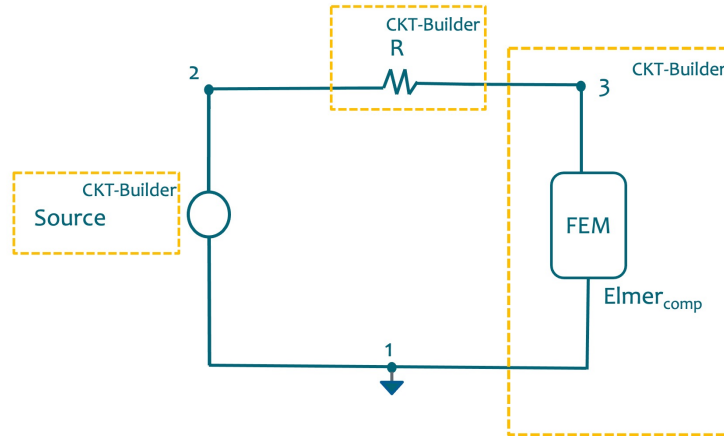 CKT-Builder
R
CKT-Builder
2
3
CKT-Builder
Source
FEM
Elmercomp
1